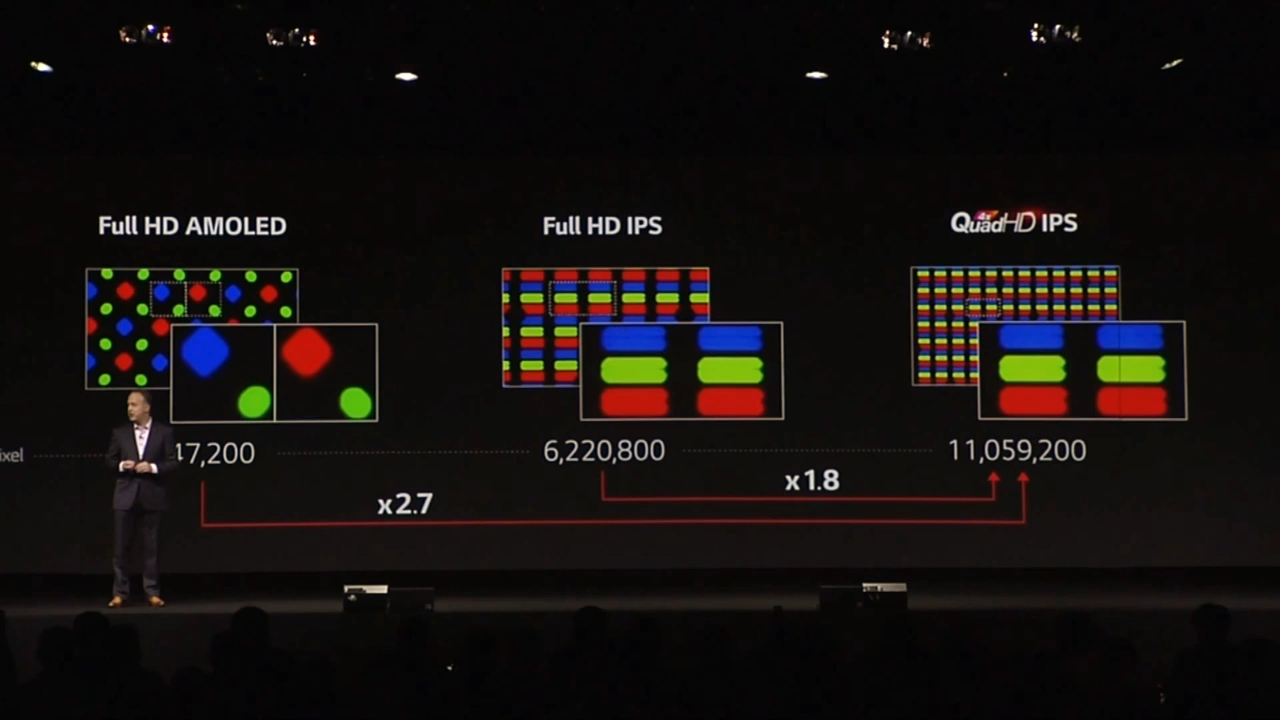 Full HD AMOLED
Full HD IPS
4x QuadHD IPS
ixel
17,200
6,220,800
11,059,200
x1.8
x2.7